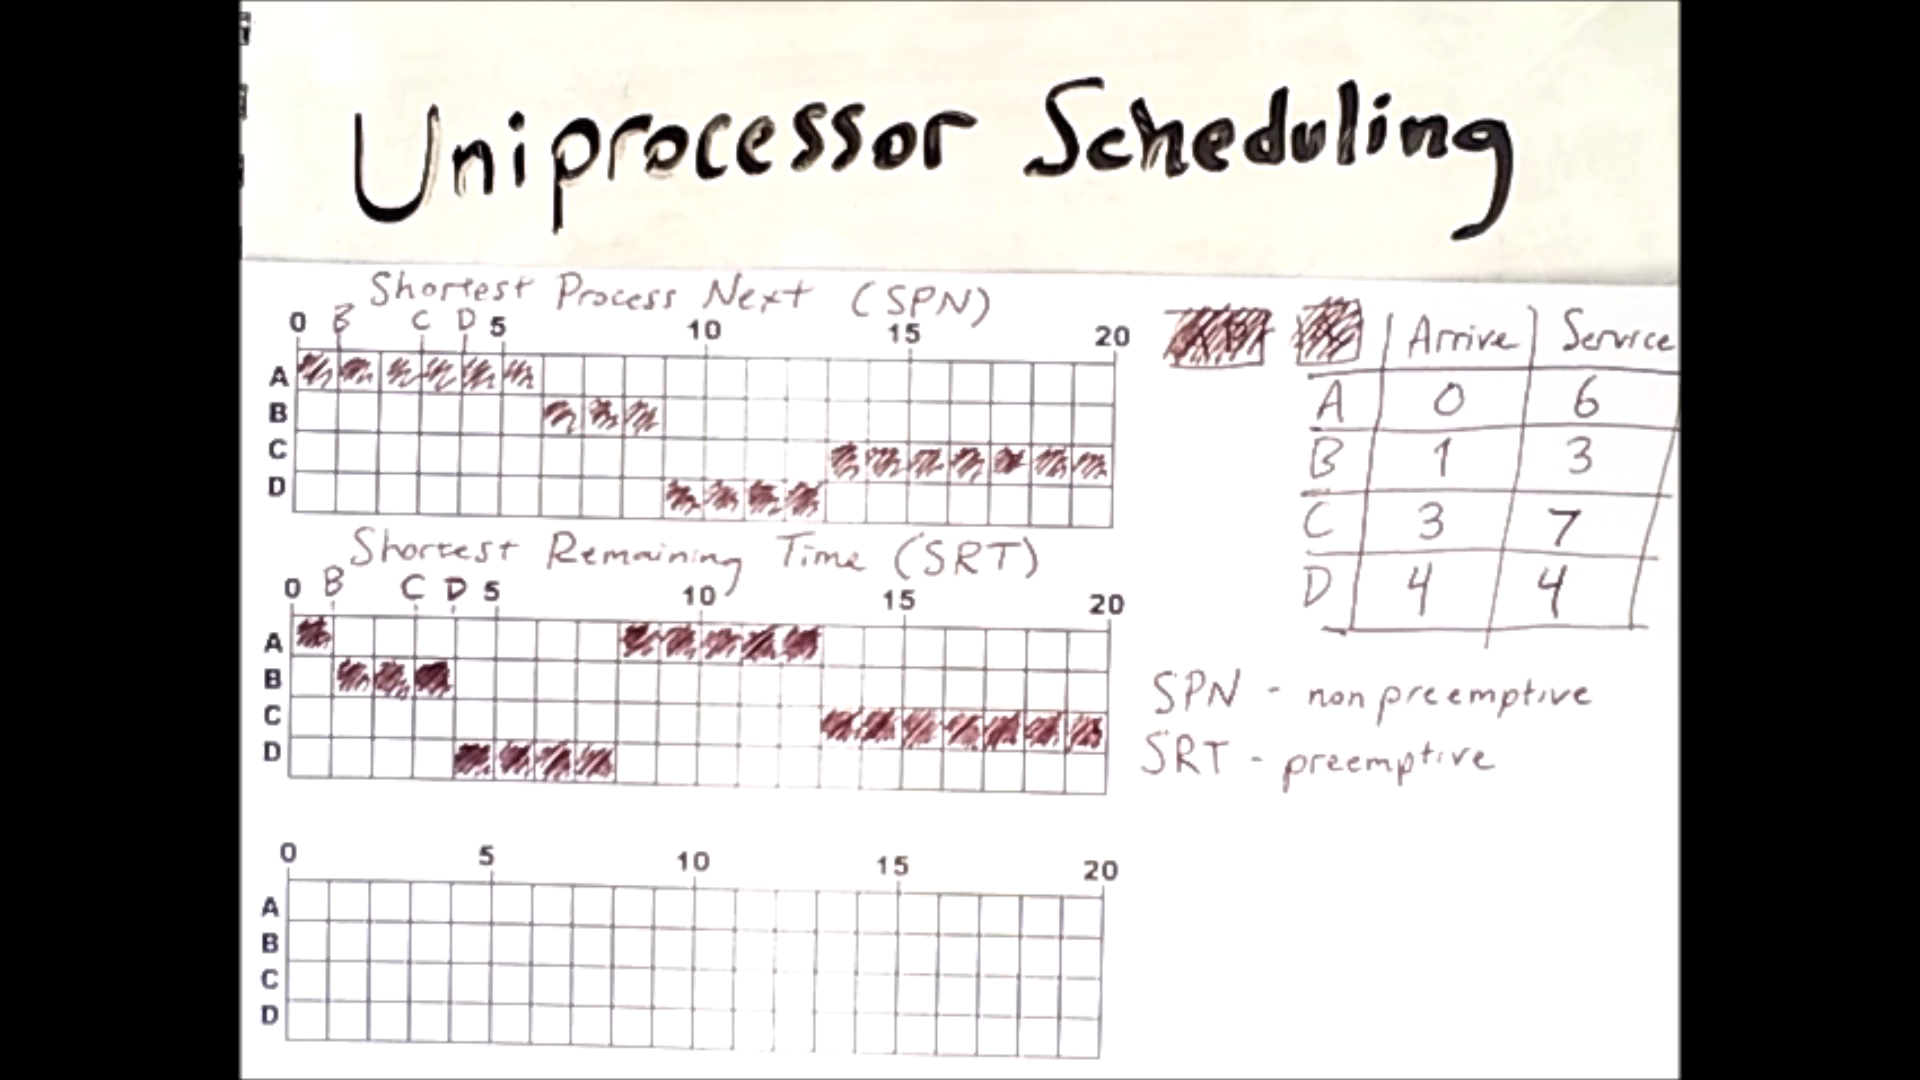 Uniprocessor Scheduling
Shortest Process Next (SPN)
0 B C D 5 10 15 20
A
B
C
D
Shortest Remaining Time (SRT)
0 B C D 5 10 15 20
A
B
C
D
0 5 10 15 20
A
B
C
D
Arrive Service
A 0 6
B 1 3
C 3 7
D 4 4
SPN - nonpreemptive
SRT - preemptive